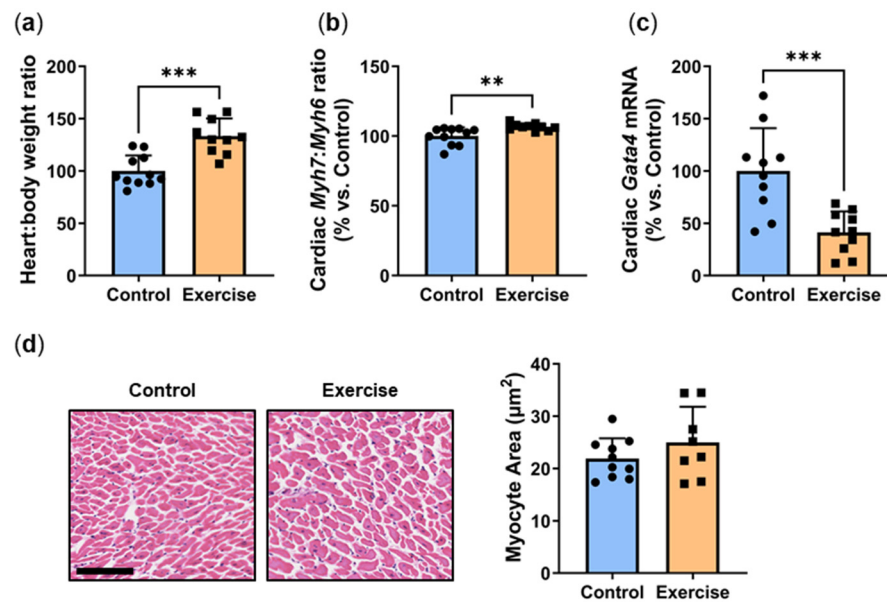 (a)
Heart:body weight ratio
200
150
100
50
0
***
Control Exercise
(b)
Cardiac Myh7:Myh6 ratio
(% vs. Control)
150
100
50
0
**
Control Exercise
(c)
Cardiac Gata4 mRNA
(% vs. Control)
200
150
100
50
0
***
Control Exercise
(d)
Control Exercise
Myocyte Area (μm²)
40
30
20
10
0
Control Exercise